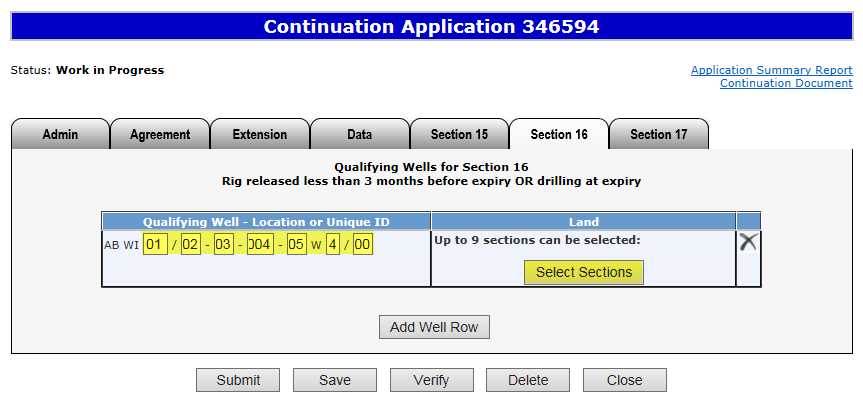 Continuation Application 346594
Status: Work in Progress
Application Summary Report
Continuation Document
Admin Agreement Extension Data Section 15 Section 16 Section 17
Qualifying Wells for Section 16
Rig released less than 3 months before expiry OR drilling at expiry
Qualifying Well - Location or Unique ID Land
AB WI 01 / 02 - 03 - 004 - 05 W 4 / 00 Up to 9 sections can be selected:
Select Sections
Add Well Row
Submit Save Verify Delete Close